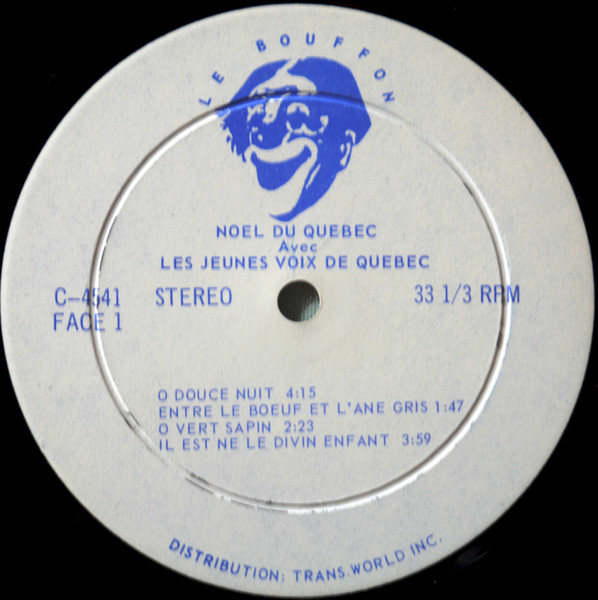 LE BOUFFON
NOEL DU QUEBEC
Avec
LES JEUNES VOIX DE QUEBEC
C-4541 STEREO 33 1/3 RPM
FACE 1
O DOUCE NUIT 4:15
ENTRE LE BOEUF ET L'ANE GRIS 1:47
O VERT SAPIN 2:23
IL EST NE LE DIVIN ENFANT 3:59
DISTRIBUTION: TRANS.WORLD INC.